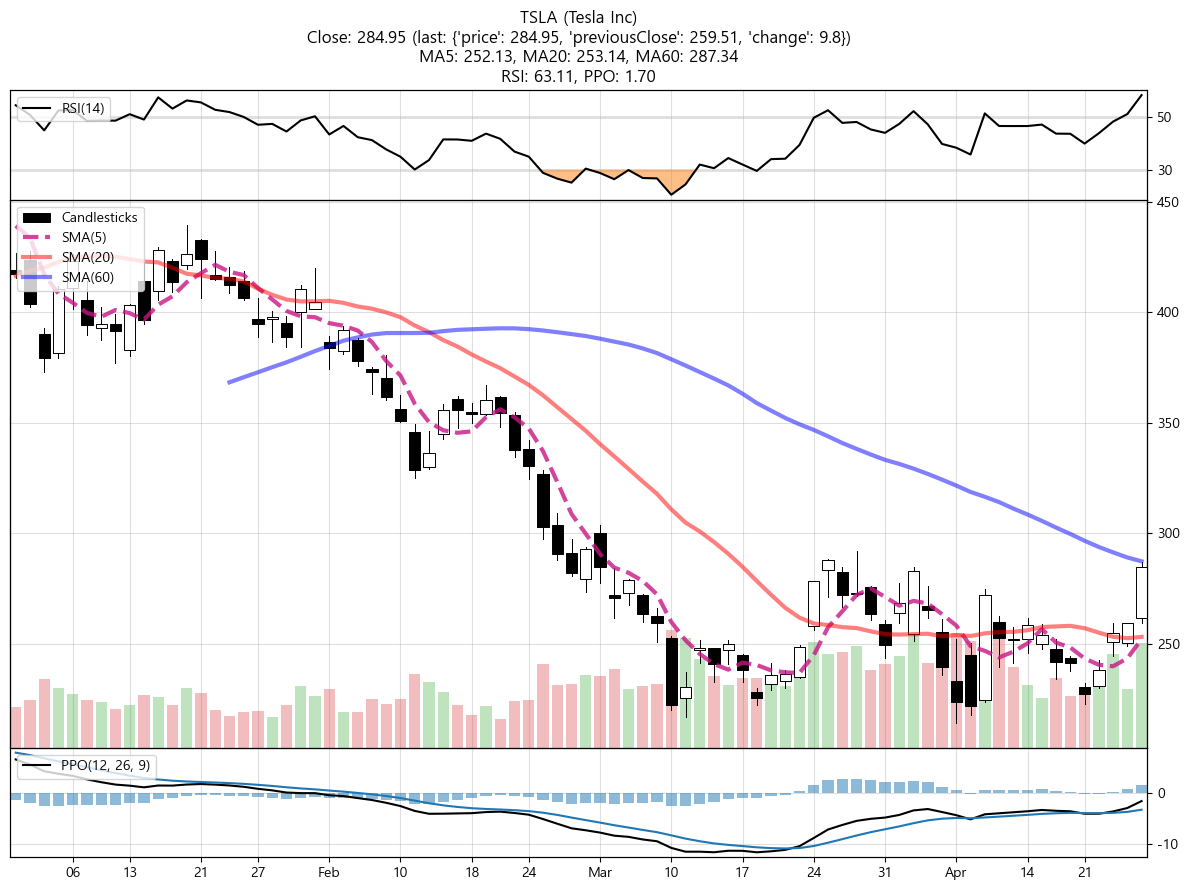 TSLA (Tesla Inc)
Close: 284.95 (last: {'price': 284.95, 'previousClose': 259.51, 'change': 9.8})
MA5: 252.13, MA20: 253.14, MA60: 287.34
RSI: 63.11, PPO: 1.70
RSI(14)
50
30
Candlesticks
SMA(5)
SMA(20)
SMA(60)
450
400
350
300
250
PPO(12, 26, 9)
0
-10
06 13 21 27 Feb 10 18 24 Mar 10 17 24 31 Apr 14 21